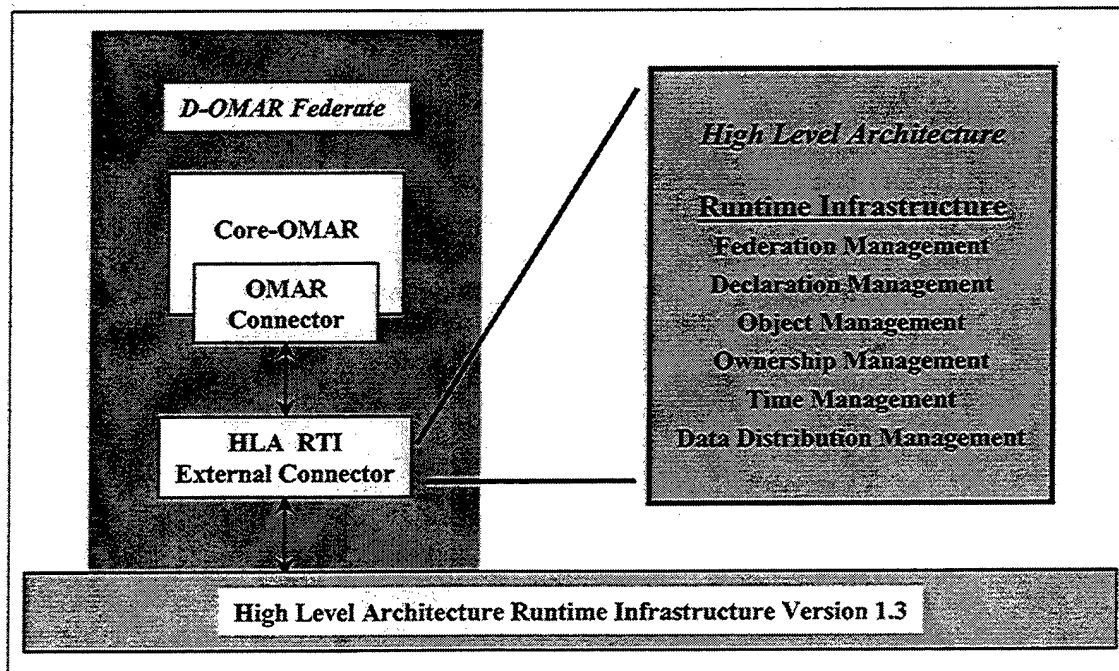 D-OMAR Federate
Core-OMAR
OMAR
Connector
HLA RTI
External Connector
High Level Architecture
Runtime Infrastructure
Federation Management
Declaration Management
Object Management
Ownership Management
Time Management
Data Distribution Management
High Level Architecture Runtime Infrastructure Version 1.3